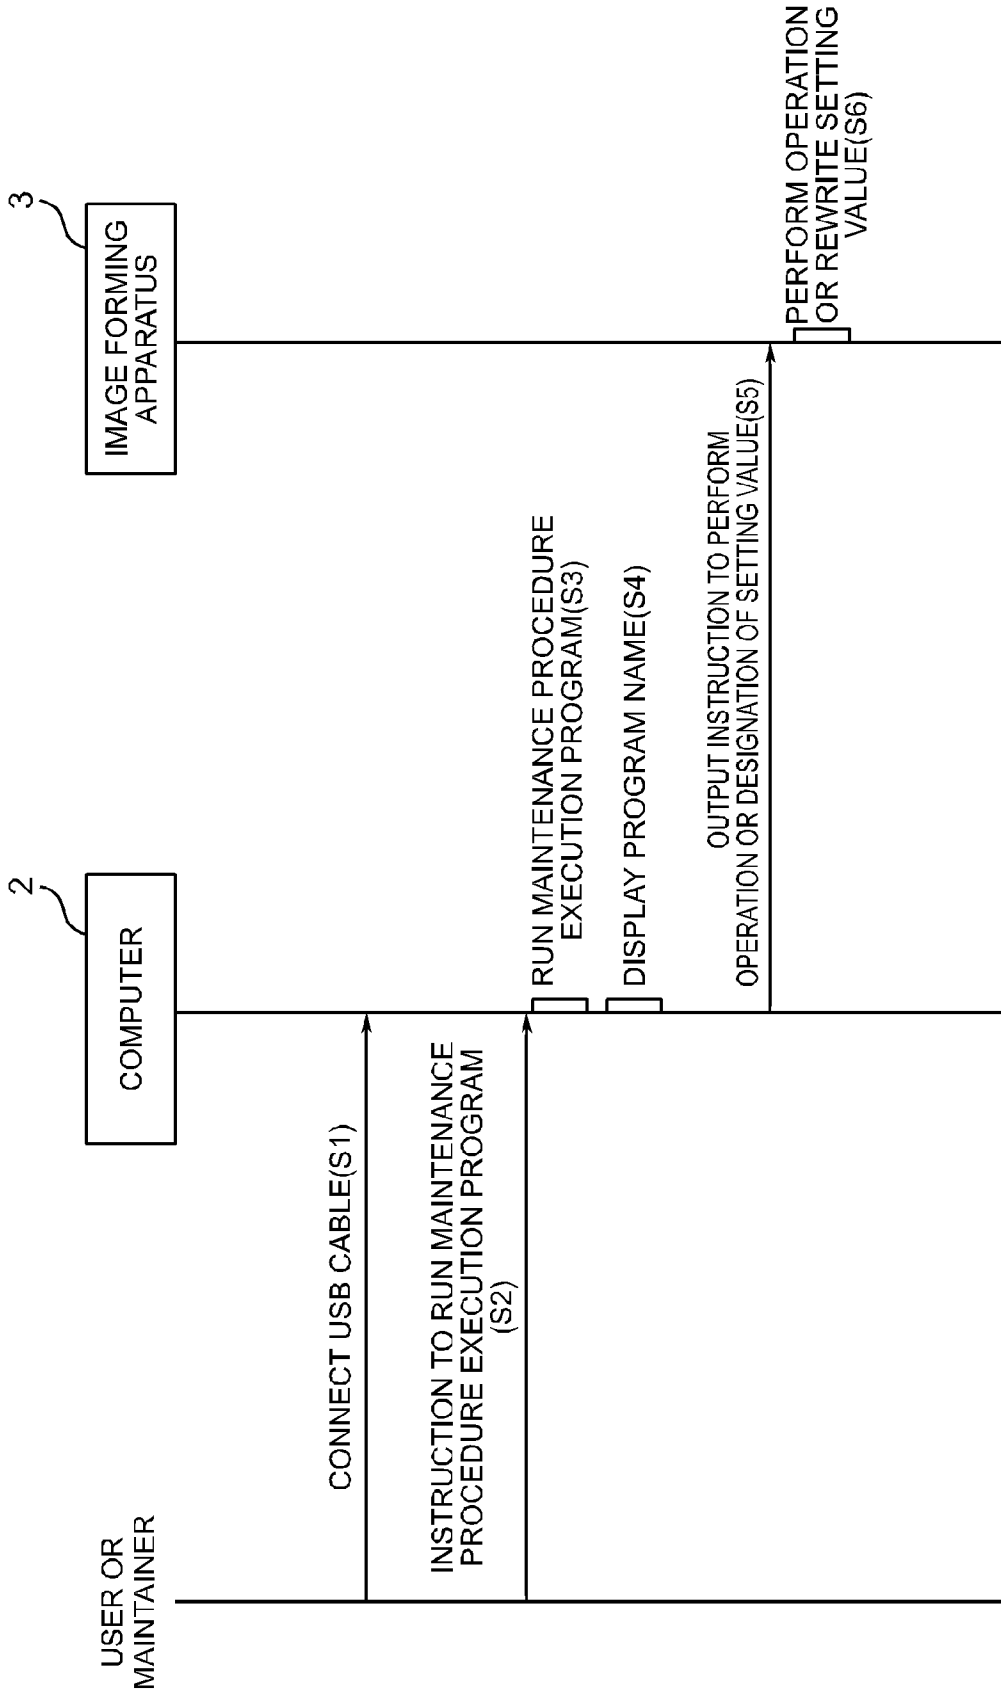 USER OR
MAINTAINER
2
COMPUTER
3
IMAGE FORMING
APPARATUS
CONNECT USB CABLE(S1)
INSTRUCTION TO RUN MAINTENANCE
PROCEDURE EXECUTION PROGRAM
(S2)
RUN MAINTENANCE PROCEDURE
EXECUTION PROGRAM(S3)
DISPLAY PROGRAM NAME(S4)
OUTPUT INSTRUCTION TO PERFORM
OPERATION OR DESIGNATION OF SETTING VALUE(S5)
PERFORM OPERATION
OR REWRITE SETTING
VALUE(S6)